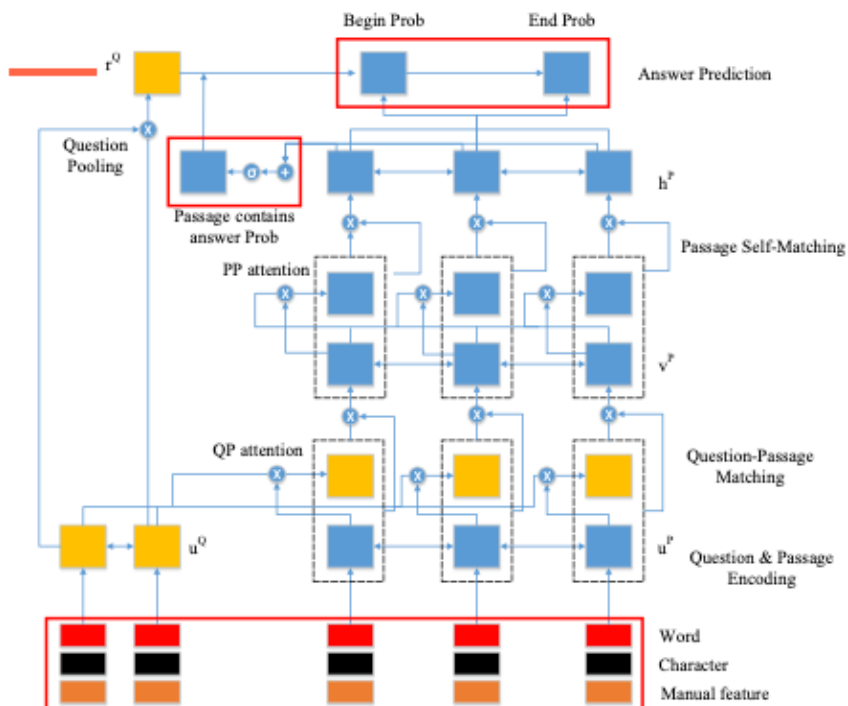 Begin Prob
End Prob
r^Q
Answer Prediction
Question
Pooling
x
σ
+
h^P
Passage contains
answer Prob
x
x
x
Passage Self-Matching
PP attention
x
x
x
v^P
x
x
x
QP attention
x
x
x
Question-Passage
Matching
u^Q
u^P
Question & Passage
Encoding
Word
Character
Manual feature